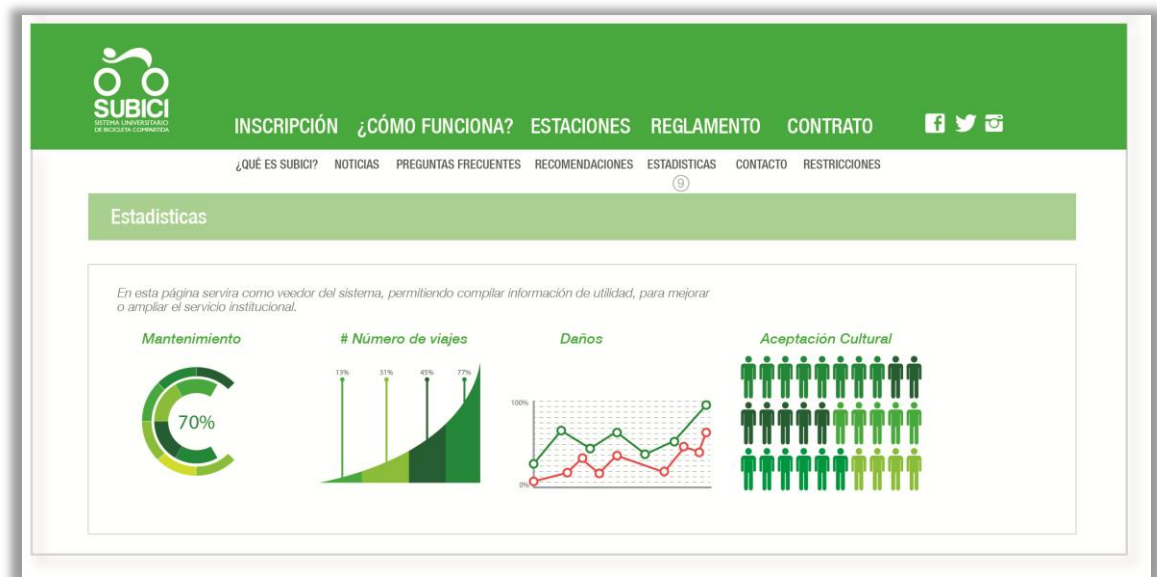 SUBICI
SISTEMA UNIVERSITARIO
DE BICICLETA COMPARTIDA
INSCRIPCIÓN ¿CÓMO FUNCIONA? ESTACIONES REGLAMENTO CONTRATO
¿QUÉ ES SUBICI? NOTICIAS PREGUNTAS FRECUENTES RECOMENDACIONES ESTADISTICAS CONTACTO RESTRICCIONES
9
Estadisticas
En esta página servira como veedor del sistema, permitiendo compilar información de utilidad, para mejorar
o ampliar el servicio institucional.
Mantenimiento # Número de viajes Daños Aceptación Cultural
13% 31% 45% 77%
70%
100%
0%